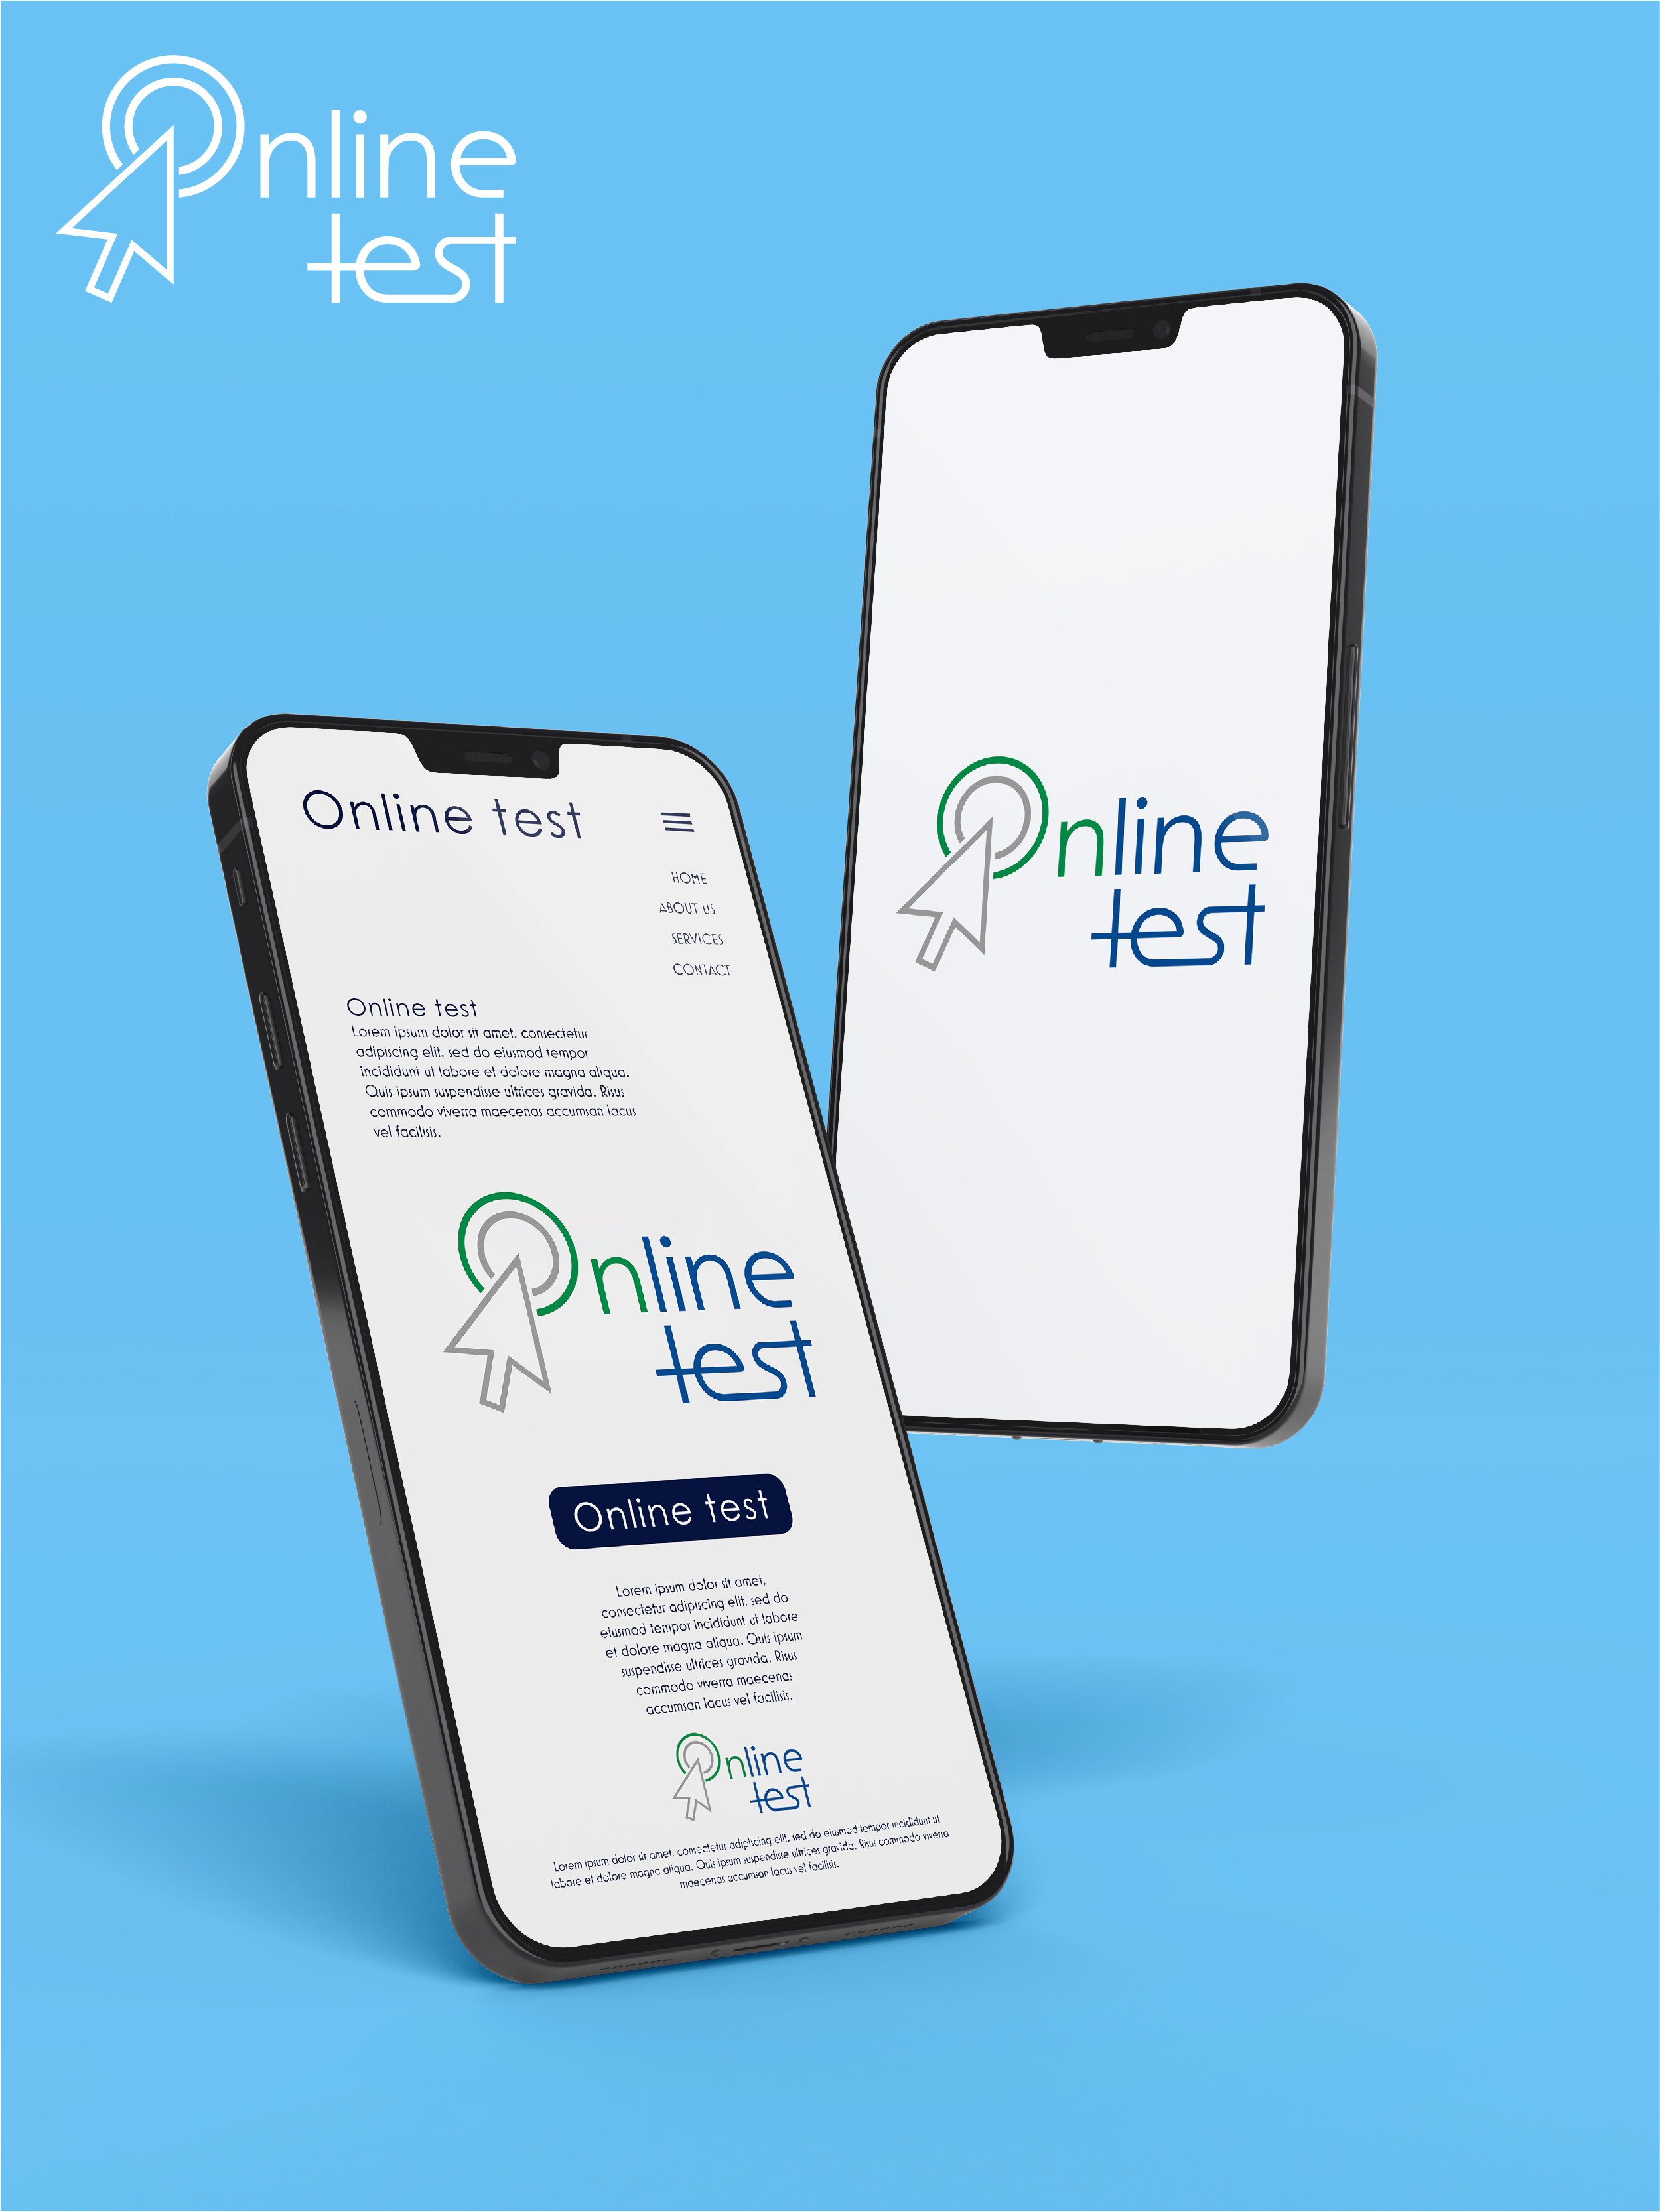 Online
test
Online
test
Online test
HOME
ABOUT US
SERVICES
CONTACT
Online test
Lorem ipsum dolor sit amet, consectetur
adipiscing elit, sed do eiusmod tempor
incididunt ut labore et dolore magna aliqua.
Quis ipsum suspendisse ultrices gravida. Risus
commodo viverra maecenas accumsan lacus
vel facilisis.
Online
test
Online test
Lorem ipsum dolor sit amet,
consectetur adipiscing elit, sed do
eiusmod tempor incididunt ut labore
et dolore magna aliqua. Quis ipsum
suspendisse ultrices gravida. Risus
commodo viverra maecenas
accumsan lacus vel facilisis.
Online
test
Lorem ipsum dolor sit amet, consectetur adipiscing elit, sed do eiusmod tempor incididunt ut
labore et dolore magna aliqua. Quis ipsum suspendisse ultrices gravida. Risus commodo viverra
maecenas accumsan lacus vel facilisis.